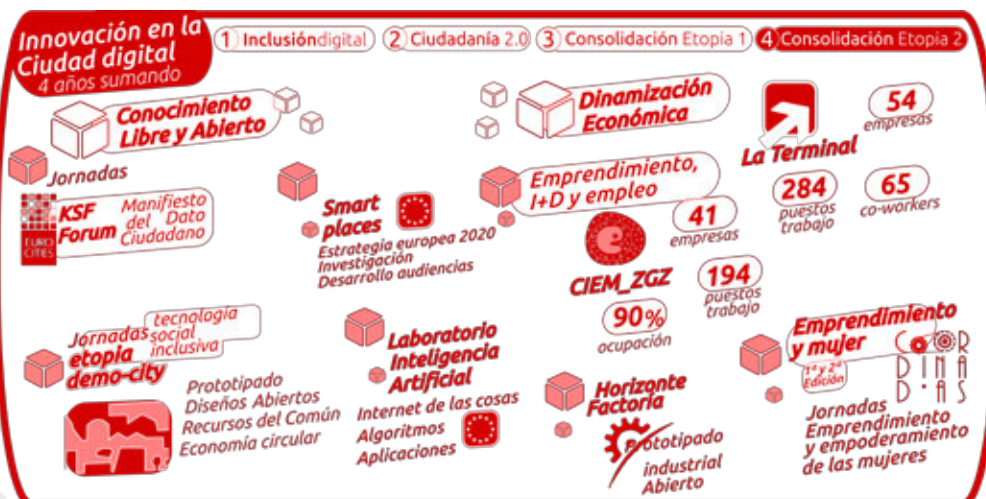 Innovación en la
Ciudad digital
4 años sumando
1 Inclusióndigital
2 Ciudadanía 2.0
3 Consolidación Etopia 1
4 Consolidación Etopia 2
Conocimiento
Libre y Abierto
Jornadas
KSF
Forum
Manifiesto
del Dato
Ciudadano
EURO
CITIES
Smart
places
Estrategia europea 2020
Investigación
Desarrollo audiencias
Jornadas
etopia
demo-city
tecnología
social
inclusiva
Prototipado
Diseños Abiertos
Recursos del Común
Economía circular
Laboratorio
Inteligencia
Artificial
Internet de las cosas
Algoritmos
Aplicaciones
Dinamización
Económica
Emprendimiento,
I+D y empleo
e
CIEM_ZGZ
41
empresas
194
puestos
trabajo
90%
ocupación
La Terminal
54
empresas
284
puestos
trabajo
65
co-workers
Horizonte
Factoría
Prototipado
industrial
Abierto
Emprendimiento
y mujer
1ª y 2ª
Edición
COOR
DINA
D·AS
Jornadas
Emprendimiento
y empoderamiento
de las mujeres